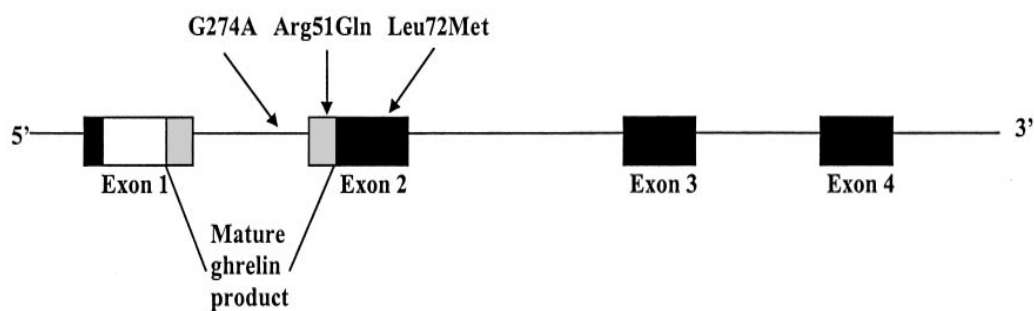 G274A Arg51Gln Leu72Met
5’ 3’
Exon 1 Exon 2 Exon 3 Exon 4
Mature
ghrelin
product